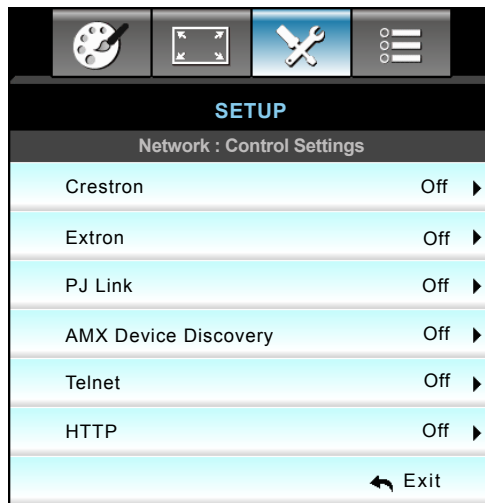 SETUP
Network : Control Settings
Crestron Off
Extron Off
PJ Link Off
AMX Device Discovery Off
Telnet Off
HTTP Off
Exit